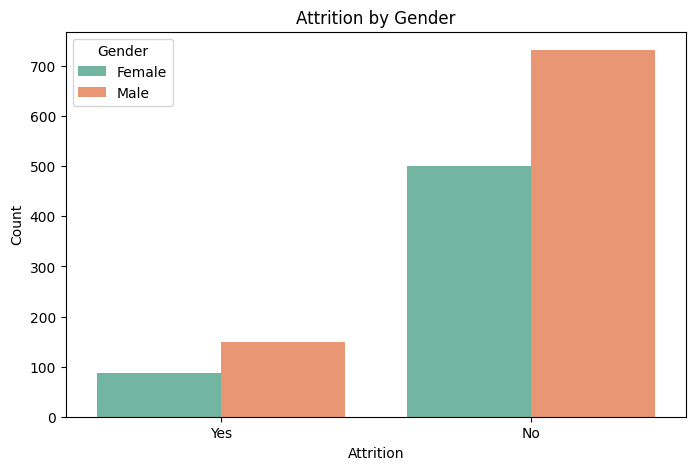 Attrition by Gender
Gender
Female
Male
700
600
500
400
300
200
100
0
Count
Yes
No
Attrition